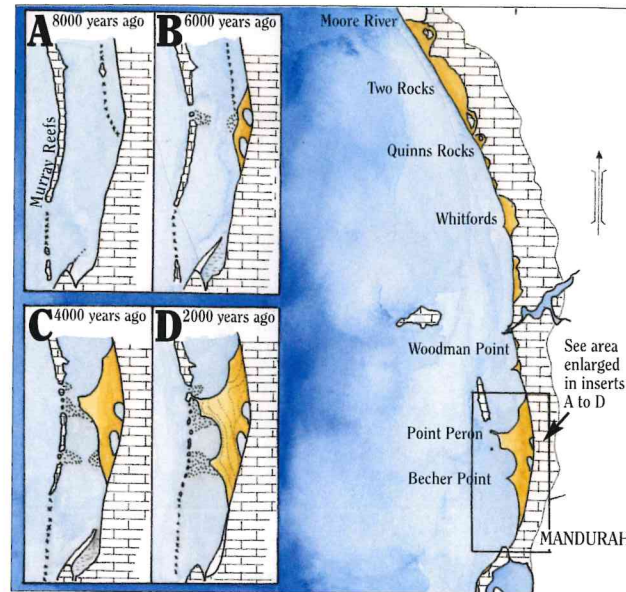 A
8000 years ago
Murray Reefs
B
6000 years ago
C
4000 years ago
D
2000 years ago
Moore River
Two Rocks
Quinns Rocks
Whitfords
Woodman Point
See area
enlarged
in inserts
A to D
Point Peron
Becher Point
MANDURAH